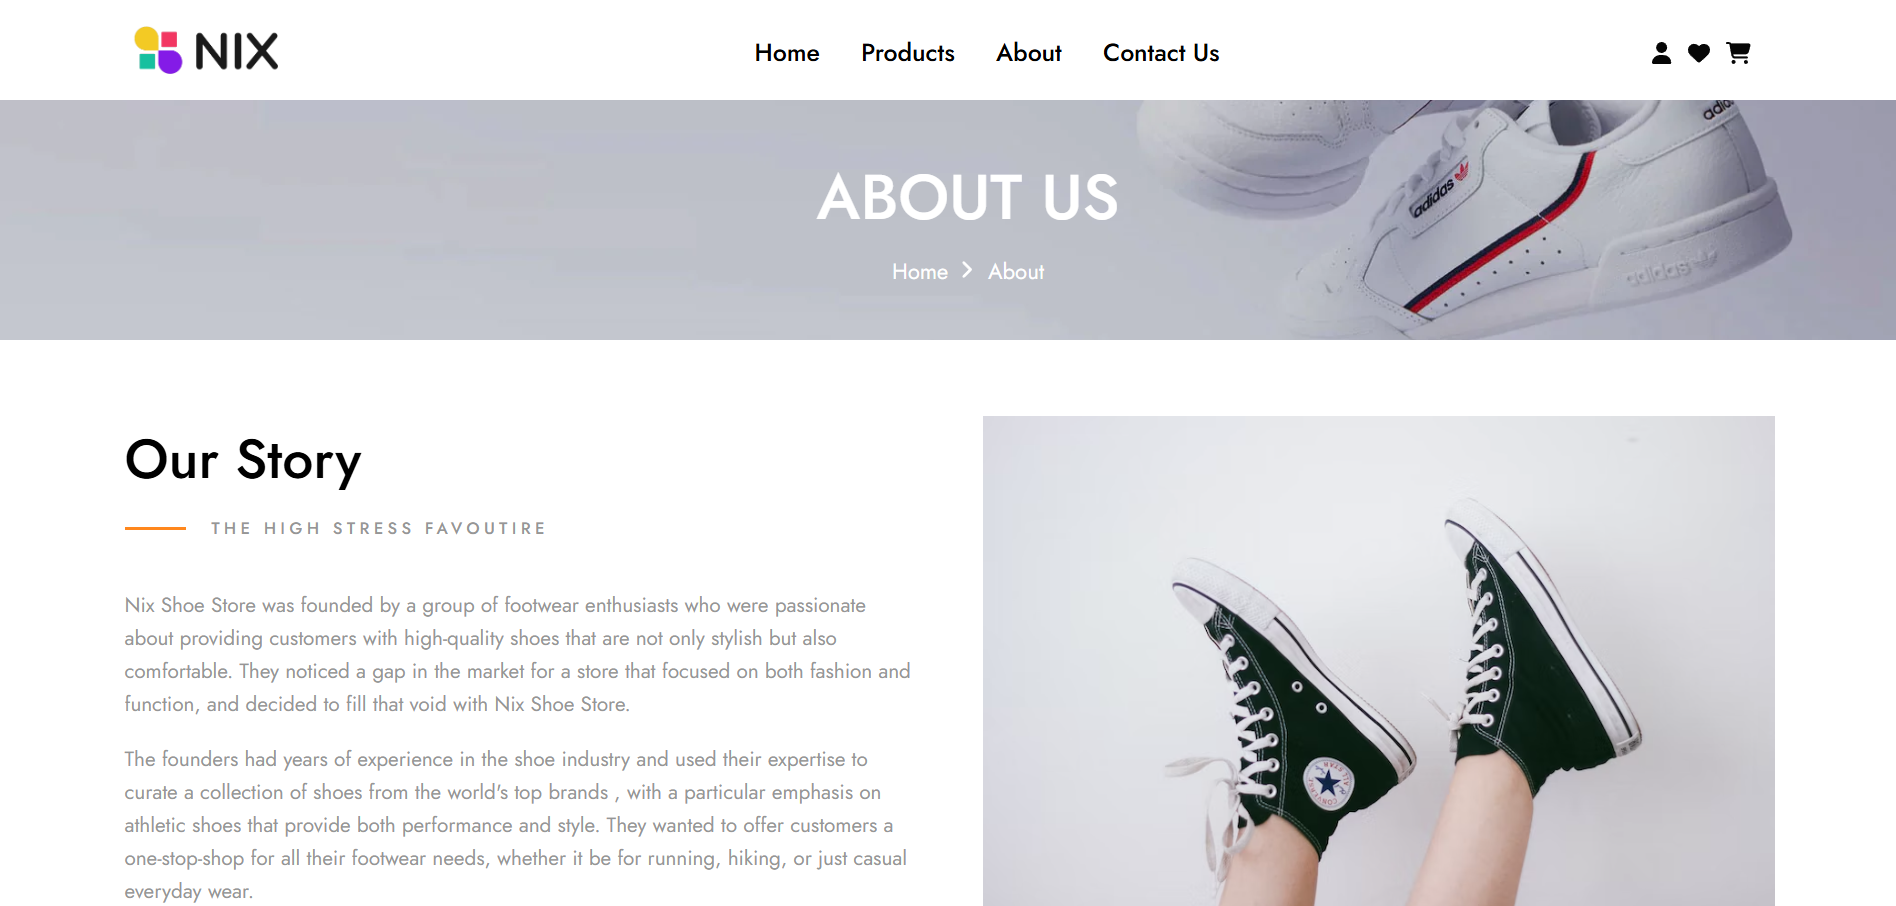 NIX
Home Products About Contact Us
adidas
adidas
adidas
ABOUT US
Home > About
Our Story
THE HIGH STRESS FAVOUTIRE
Nix Shoe Store was founded by a group of footwear enthusiasts who were passionate
about providing customers with high-quality shoes that are not only stylish but also
comfortable. They noticed a gap in the market for a store that focused on both fashion and
function, and decided to fill that void with Nix Shoe Store.
The founders had years of experience in the shoe industry and used their expertise to
curate a collection of shoes from the world's top brands , with a particular emphasis on
athletic shoes that provide both performance and style. They wanted to offer customers a
one-stop-shop for all their footwear needs, whether it be for running, hiking, or just casual
everyday wear.
CONVERSE
ALL STAR